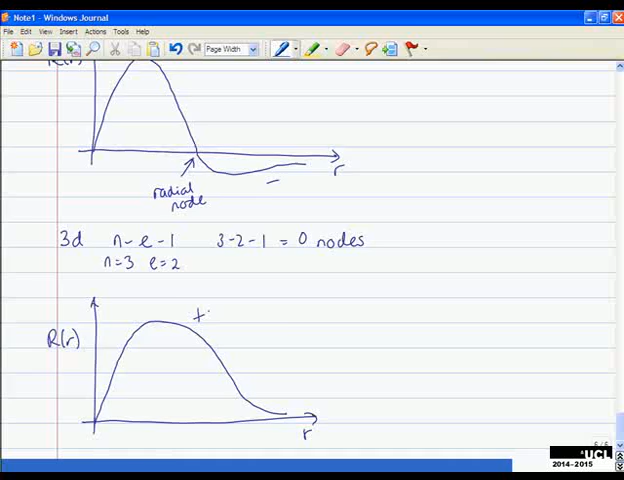 Note1 - Windows Journal
File Edit View Insert Actions Tools Help
Page Width
R(r)
r
radial
node
3d n-l-1 3-2-1 = 0 nodes
n=3 l=2
+
R(r)
r
UCL
2014-2015